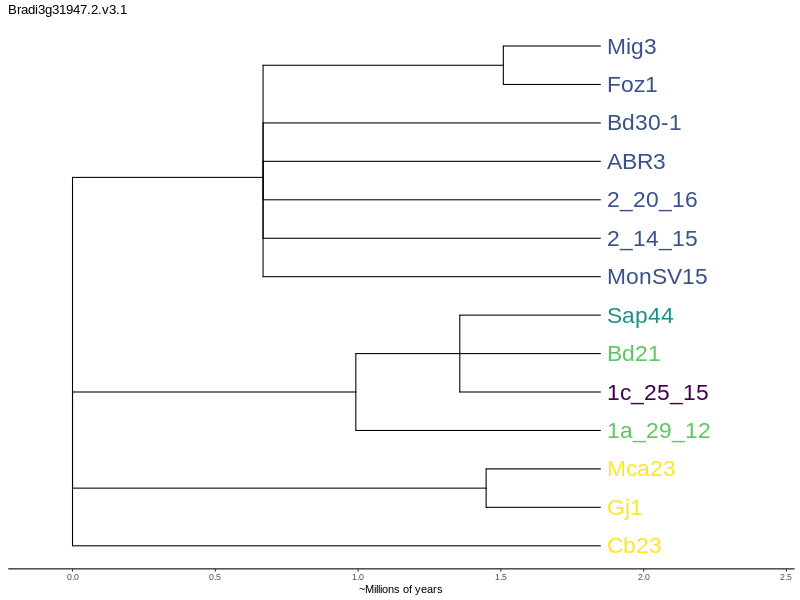 Bradi3g31947.2.v3.1
Mig3
Foz1
Bd30-1
ABR3
2_20_16
2_14_15
MonSV15
Sap44
Bd21
1c_25_15
1a_29_12
Mca23
Gj1
Cb23
0.0 0.5 1.0 1.5 2.0 2.5
~Millions of years